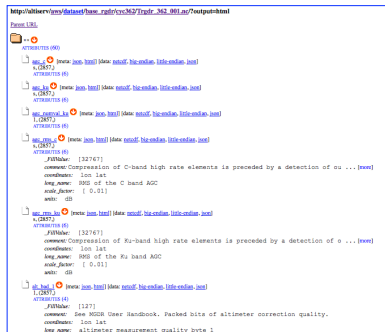 http://altiserv/aws/dataset/base_rgdr/cyc362/Trgdr_362_001.nc/?output=html
Parent URL
--
ATTRIBUTES (60)
agc_c [meta: json, html] [data: netcdf, big-endian, little-endian, json]
s, (2857,)
ATTRIBUTES (6)
agc_ku [meta: json, html] [data: netcdf, big-endian, little-endian, json]
s, (2857,)
ATTRIBUTES (6)
agc_numval_ku [meta: json, html] [data: netcdf, big-endian, little-endian, json]
1, (2857,)
ATTRIBUTES (6)
agc_rms_c [meta: json, html] [data: netcdf, big-endian, little-endian, json]
s, (2857,)
ATTRIBUTES (6)
_FillValue: [32767]
comment: Compression of C-band high rate elements is preceded by a detection of ou ... [more]
coordinates: lon lat
long_name: RMS of the C band AGC
scale_factor: [ 0.01]
units: dB
agc_rms_ku [meta: json, html] [data: netcdf, big-endian, little-endian, json]
s, (2857,)
ATTRIBUTES (6)
_FillValue: [32767]
comment: Compression of Ku-band high rate elements is preceded by a detection of o ... [more]
coordinates: lon lat
long_name: RMS of the Ku band AGC
scale_factor: [ 0.01]
units: dB
alt_bad_1 [meta: json, html] [data: netcdf, big-endian, little-endian, json]
1, (2857,)
ATTRIBUTES (4)
_FillValue: [127]
comment: See MGDR User Handbook. Packed bits of altimeter correction quality.
coordinates: lon lat
long_name: altimeter measurement quality byte 1